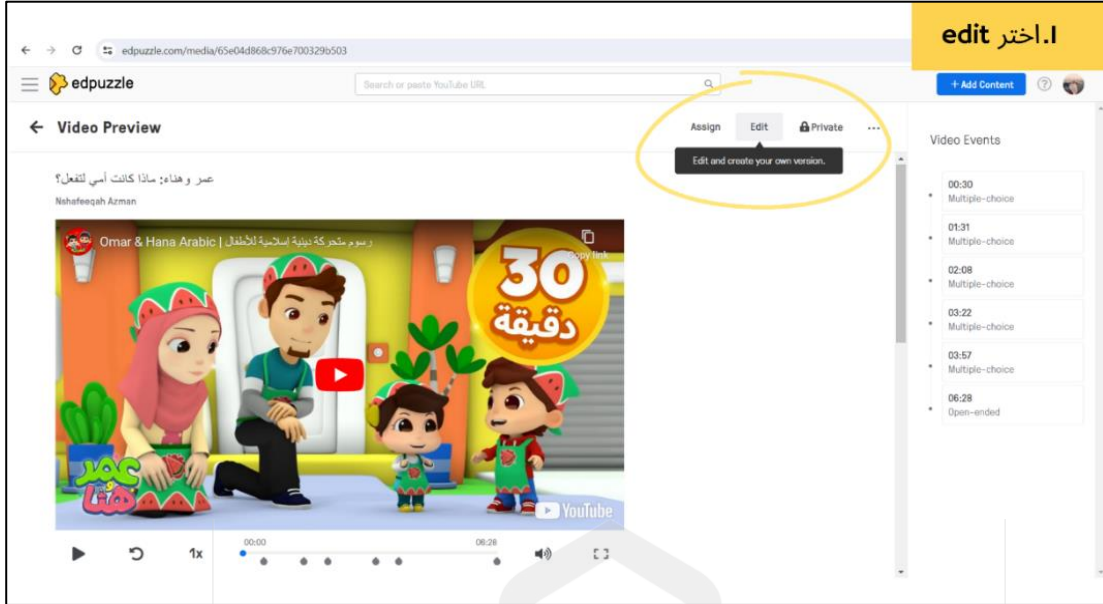 ١.اختر edit
edpuzzle.com/media/65e04d868c976e700329b503
edpuzzle
Search or paste YouTube URL
+ Add Content
Video Preview
Assign Edit Private
Edit and create your own version.
عمر و هناء: ماذا كانت أمي لتفعل؟
Nshafeeqah Azman
Omar & Hana Arabic | رسوم متحركة دينية إسلامية للأطفال
Copy link
30
دقيقة
عمر
و هنا
YouTube
1x
00:00
06:28
Video Events
00:30
Multiple-choice
01:31
Multiple-choice
02:08
Multiple-choice
03:22
Multiple-choice
03:57
Multiple-choice
06:28
Open-ended